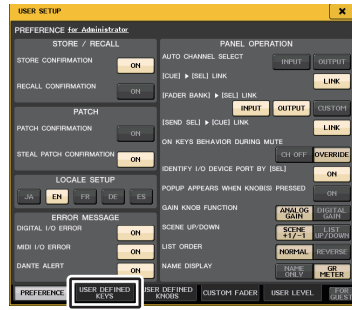 USER SETUP
PREFERENCE for Administrator
STORE / RECALL
STORE CONFIRMATION ON
RECALL CONFIRMATION ON
PATCH
PATCH CONFIRMATION ON
STEAL PATCH CONFIRMATION ON
LOCALE SETUP
JA EN FR DE ES
ERROR MESSAGE
DIGITAL I/O ERROR ON
MIDI I/O ERROR ON
DANTE ALERT ON
PANEL OPERATION
AUTO CHANNEL SELECT INPUT OUTPUT
[CUE] ▶ [SEL] LINK
LINK
[FADER BANK] ▶ [SEL] LINK
INPUT OUTPUT CUSTOM
[SEND SEL] ▶ [CUE] LINK
LINK
ON KEYS BEHAVIOR DURING MUTE
CH OFF OVERRIDE
IDENTIFY I/O DEVICE PORT BY [SEL]
ON
POPUP APPEARS WHEN KNOB(S) PRESSED
ON
GAIN KNOB FUNCTION ANALOG GAIN DIGITAL GAIN
SCENE UP/DOWN SCENE +1/-1 LIST UP/DOWN
LIST ORDER NORMAL REVERSE
NAME DISPLAY NAME ONLY GR METER
PREFERENCE USER DEFINED KEYS USER DEFINED KNOBS CUSTOM FADER USER LEVEL FOR GUEST